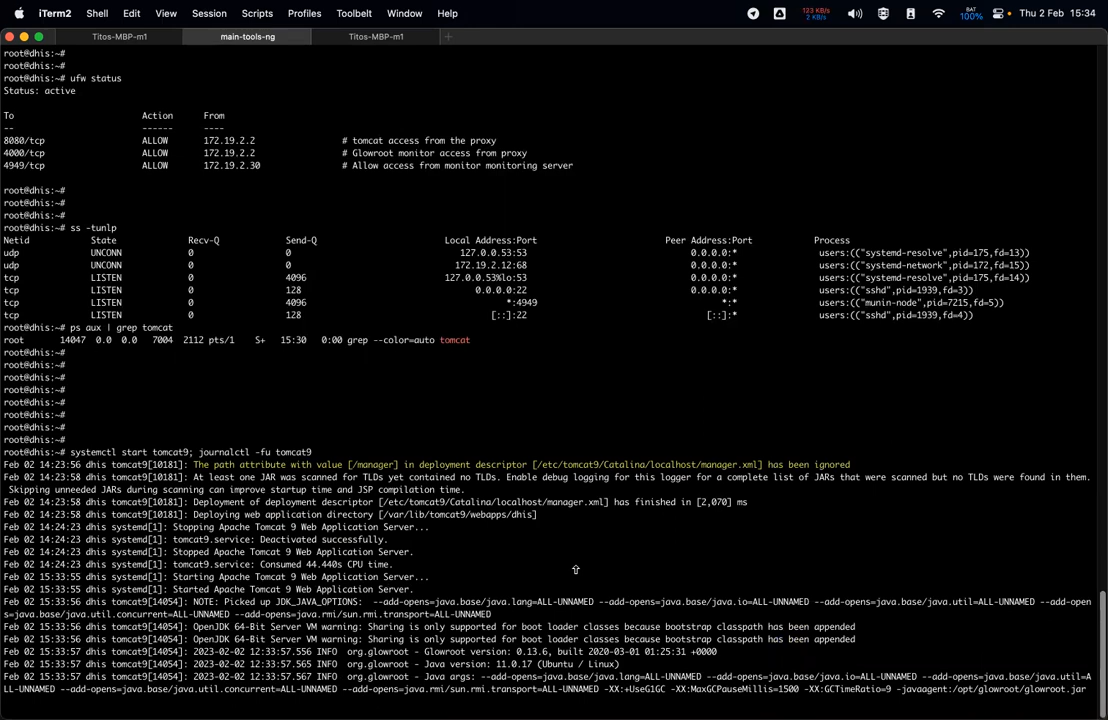 iTerm2 Shell Edit View Session Scripts Profiles Toolbelt Window Help 123 KB/s 2 KB/s BAT 100% Thu 2 Feb 15:34
Titos-MBP-m1 main-tools-ng Titos-MBP-m1
root@dhis:~#
root@dhis:~#
root@dhis:~# ufw status
Status: active
To Action From
-- ------ ----
8080/tcp ALLOW 172.19.2.2 # tomcat access from the proxy
4000/tcp ALLOW 172.19.2.2 # Glowroot monitor access from proxy
4949/tcp ALLOW 172.19.2.30 # Allow access from monitor monitoring server
root@dhis:~#
root@dhis:~#
root@dhis:~#
root@dhis:~# ss -tunlp
Netid State Recv-Q Send-Q Local Address:Port Peer Address:Port Process
udp UNCONN 0 0 127.0.0.53:53 0.0.0.0:* users:(("systemd-resolve",pid=175,fd=13))
udp UNCONN 0 0 172.19.2.12:68 0.0.0.0:* users:(("systemd-network",pid=172,fd=15))
tcp LISTEN 0 4096 127.0.0.53%lo:53 0.0.0.0:* users:(("systemd-resolve",pid=175,fd=14))
tcp LISTEN 0 128 0.0.0.0:22 0.0.0.0:* users:(("sshd",pid=1939,fd=3))
tcp LISTEN 0 4096 *:4949 *:* users:(("munin-node",pid=7215,fd=5))
tcp LISTEN 0 128 [::]:22 [::]:* users:(("sshd",pid=1939,fd=4))
root@dhis:~# ps aux | grep tomcat
root 14047 0.0 0.0 7004 2112 pts/1 S+ 15:30 0:00 grep --color=auto tomcat
root@dhis:~#
root@dhis:~#
root@dhis:~#
root@dhis:~#
root@dhis:~#
root@dhis:~#
root@dhis:~#
root@dhis:~#
root@dhis:~# systemctl start tomcat9; journalctl -fu tomcat9
Feb 02 14:23:56 dhis tomcat9[10181]: The path attribute with value [/manager] in deployment descriptor [/etc/tomcat9/Catalina/localhost/manager.xml] has been ignored
Feb 02 14:23:58 dhis tomcat9[10181]: At least one JAR was scanned for TLDs yet contained no TLDs. Enable debug logging for this logger for a complete list of JARs that were scanned but no TLDs were found in them.
Skipping unneeded JARs during scanning can improve startup time and JSP compilation time.
Feb 02 14:23:58 dhis tomcat9[10181]: Deployment of deployment descriptor [/etc/tomcat9/Catalina/localhost/manager.xml] has finished in [2,070] ms
Feb 02 14:23:58 dhis tomcat9[10181]: Deploying web application directory [/var/lib/tomcat9/webapps/dhis]
Feb 02 14:24:23 dhis systemd[1]: Stopping Apache Tomcat 9 Web Application Server...
Feb 02 14:24:23 dhis systemd[1]: tomcat9.service: Deactivated successfully.
Feb 02 14:24:23 dhis systemd[1]: Stopped Apache Tomcat 9 Web Application Server.
Feb 02 14:24:23 dhis systemd[1]: tomcat9.service: Consumed 44.440s CPU time.
Feb 02 15:33:55 dhis systemd[1]: Starting Apache Tomcat 9 Web Application Server...
Feb 02 15:33:55 dhis systemd[1]: Started Apache Tomcat 9 Web Application Server.
Feb 02 15:33:56 dhis tomcat9[14054]: NOTE: Picked up JDK_JAVA_OPTIONS:  --add-opens=java.base/java.lang=ALL-UNNAMED --add-opens=java.base/java.io=ALL-UNNAMED --add-opens=java.base/java.util=ALL-UNNAMED --add-open
s=java.base/java.util.concurrent=ALL-UNNAMED --add-opens=java.rmi/sun.rmi.transport=ALL-UNNAMED
Feb 02 15:33:56 dhis tomcat9[14054]: OpenJDK 64-Bit Server VM warning: Sharing is only supported for boot loader classes because bootstrap classpath has been appended
Feb 02 15:33:56 dhis tomcat9[14054]: OpenJDK 64-Bit Server VM warning: Sharing is only supported for boot loader classes because bootstrap classpath has been appended
Feb 02 15:33:57 dhis tomcat9[14054]: 2023-02-02 12:33:57.556 INFO  org.glowroot - Glowroot version: 0.13.6, built 2020-03-01 01:25:31 +0000
Feb 02 15:33:57 dhis tomcat9[14054]: 2023-02-02 12:33:57.565 INFO  org.glowroot - Java version: 11.0.17 (Ubuntu / Linux)
Feb 02 15:33:57 dhis tomcat9[14054]: 2023-02-02 12:33:57.567 INFO  org.glowroot - Java args: --add-opens=java.base/java.lang=ALL-UNNAMED --add-opens=java.base/java.io=ALL-UNNAMED --add-opens=java.base/java.util=A
LL-UNNAMED --add-opens=java.base/java.util.concurrent=ALL-UNNAMED --add-opens=java.rmi/sun.rmi.transport=ALL-UNNAMED -XX:+UseG1GC -XX:MaxGCPauseMillis=1500 -XX:GCTimeRatio=9 -javaagent:/opt/glowroot/glowroot.jar